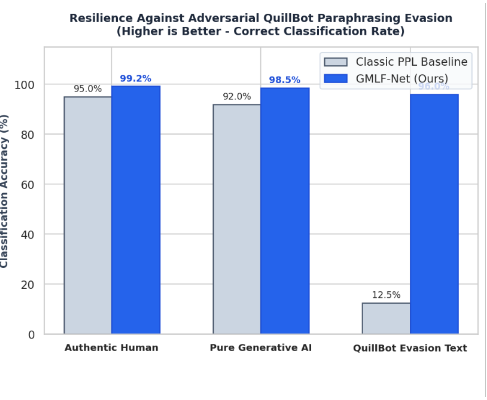 Resilience Against Adversarial QuillBot Paraphrasing Evasion
(Higher is Better - Correct Classification Rate)
Classic PPL Baseline
GMLF-Net (Ours)
Classification Accuracy (%)
100
80
60
40
20
0
95.0%
99.2%
92.0%
98.5%
12.5%
96.0%
Authentic Human
Pure Generative AI
QuillBot Evasion Text